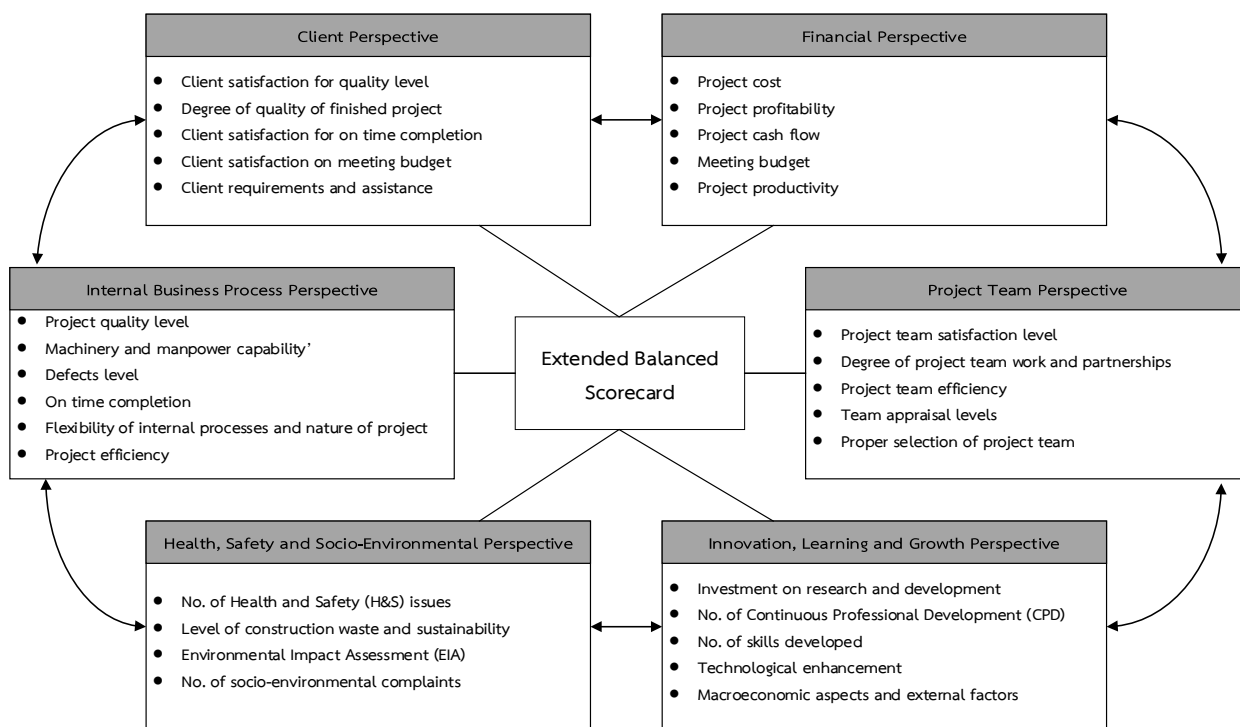 Client Perspective
• Client satisfaction for quality level
• Degree of quality of finished project
• Client satisfaction for on time completion
• Client satisfaction on meeting budget
• Client requirements and assistance
Financial Perspective
• Project cost
• Project profitability
• Project cash flow
• Meeting budget
• Project productivity
Internal Business Process Perspective
• Project quality level
• Machinery and manpower capability’
• Defects level
• On time completion
• Flexibility of internal processes and nature of project
• Project efficiency
Extended Balanced
Scorecard
Project Team Perspective
• Project team satisfaction level
• Degree of project team work and partnerships
• Project team efficiency
• Team appraisal levels
• Proper selection of project team
Health, Safety and Socio-Environmental Perspective
• No. of Health and Safety (H&S) issues
• Level of construction waste and sustainability
• Environmental Impact Assessment (EIA)
• No. of socio-environmental complaints
Innovation, Learning and Growth Perspective
• Investment on research and development
• No. of Continuous Professional Development (CPD)
• No. of skills developed
• Technological enhancement
• Macroeconomic aspects and external factors